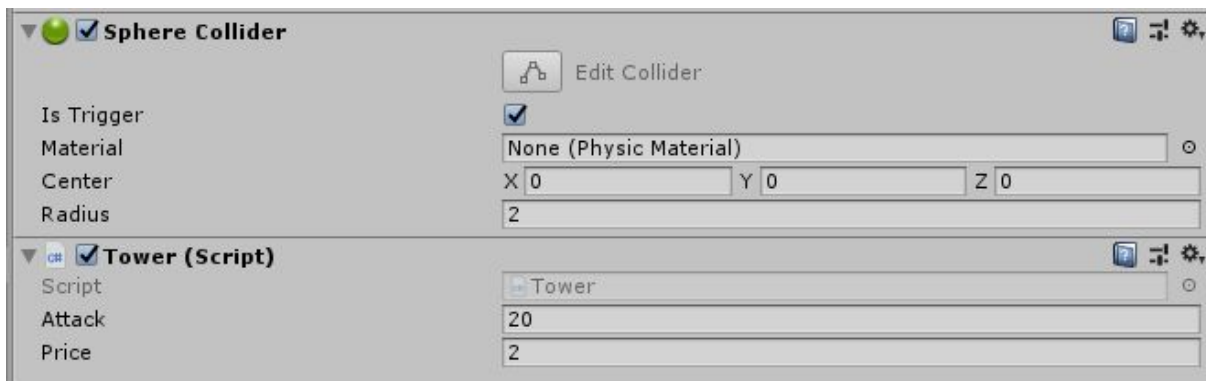 Sphere Collider
Edit Collider
Is Trigger
Material None (Physic Material)
Center X 0 Y 0 Z 0
Radius 2
C# Tower (Script)
Script Tower
Attack 20
Price 2